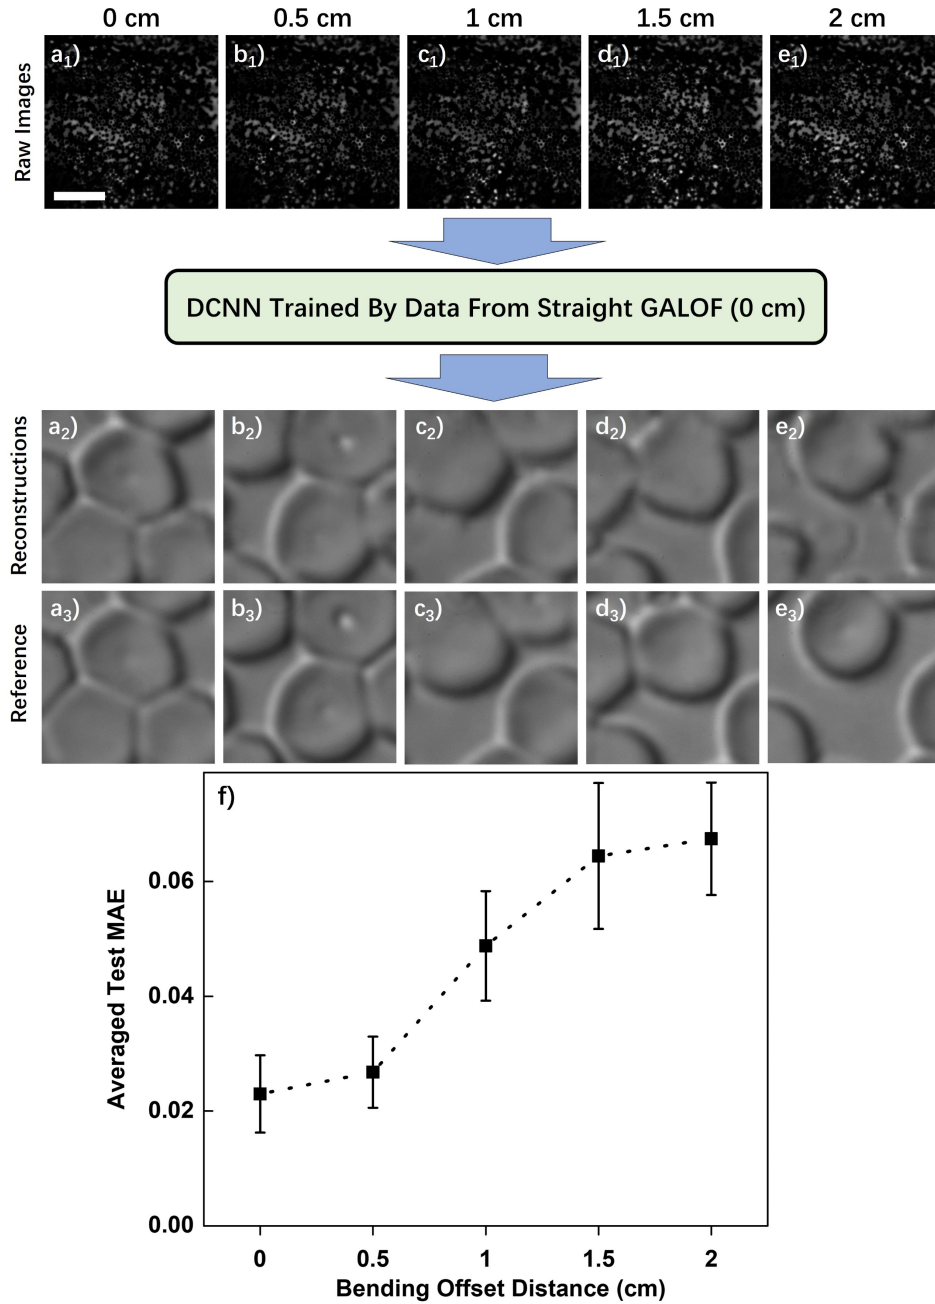 0 cm 0.5 cm 1 cm 1.5 cm 2 cm
Raw Images
a₁) b₁) c₁) d₁) e₁)
DCNN Trained By Data From Straight GALOF (0 cm)
Reconstructions
a₂) b₂) c₂) d₂) e₂)
Reference
a₃) b₃) c₃) d₃) e₃)
f)
Averaged Test MAE
0.06
0.04
0.02
0.00
0 0.5 1 1.5 2
Bending Offset Distance (cm)